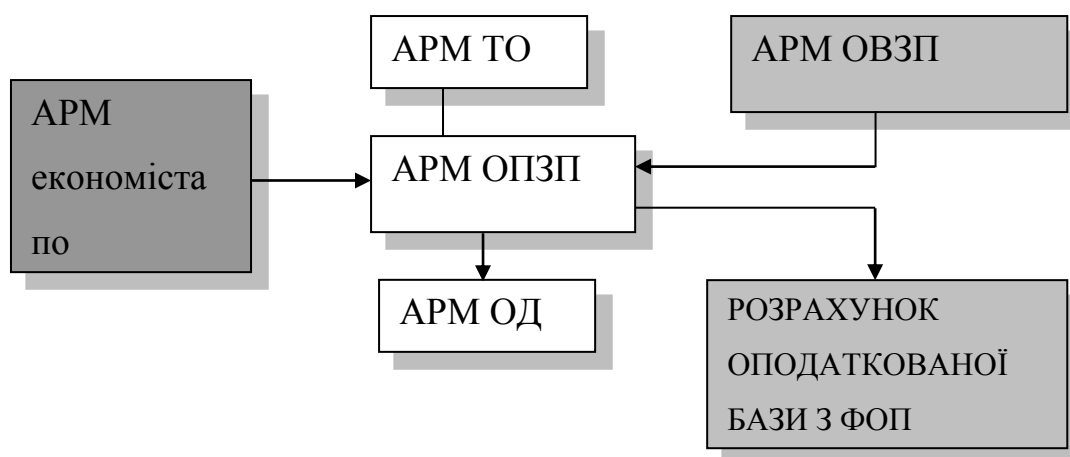 АРМ ТО
АРМ ОВЗП
АРМ
економіста
по
АРМ ОПЗП
АРМ ОД
РОЗРАХУНОК
ОПОДАТКОВАНОЇ
БАЗИ З ФОП